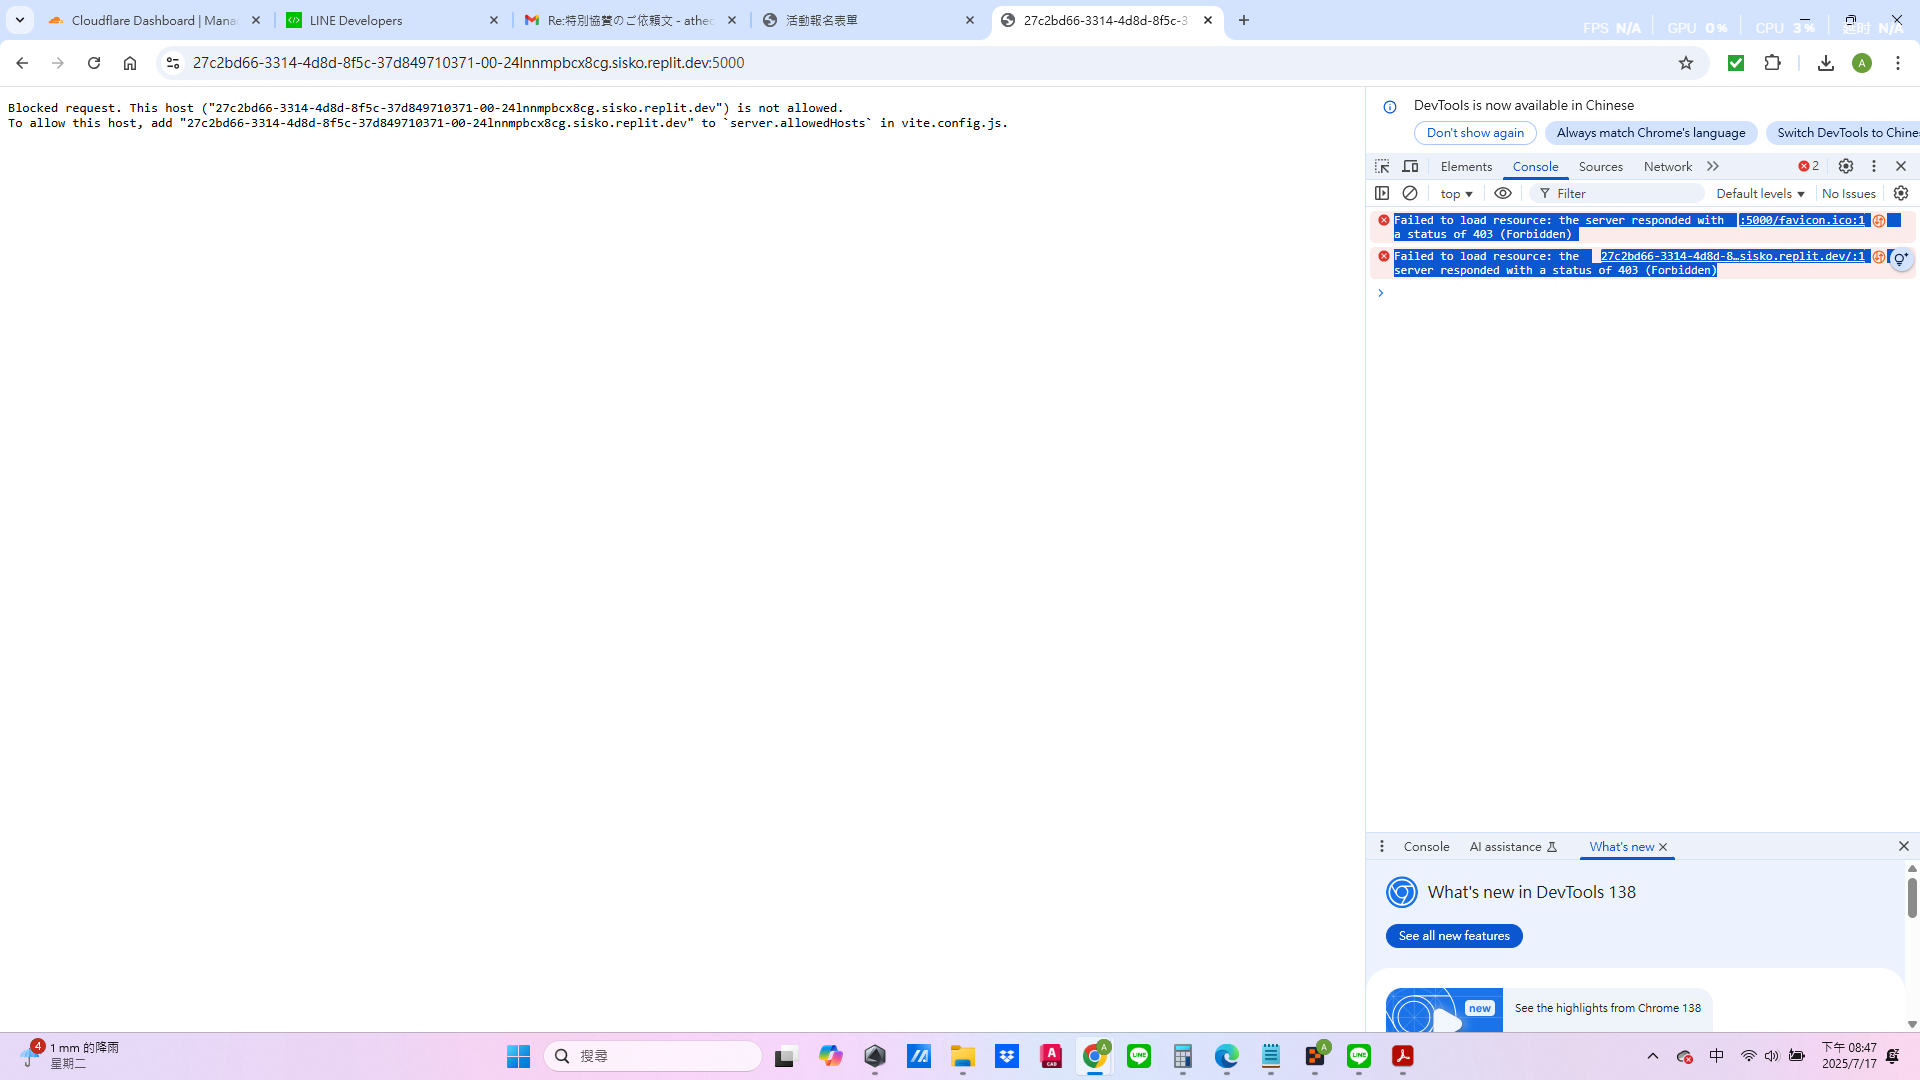 Cloudflare Dashboard | Mana
LINE Developers
Re:特別協賛のご依頼文 - athec
活動報名表單
27c2bd66-3314-4d8d-8f5c-3
FPS N/A GPU 0% CPU 3% N/A
27c2bd66-3314-4d8d-8f5c-37d849710371-00-24lnnmpbcx8cg.sisko.replit.dev:5000
A
Blocked request. This host ("27c2bd66-3314-4d8d-8f5c-37d849710371-00-24lnnmpbcx8cg.sisko.replit.dev") is not allowed.
To allow this host, add "27c2bd66-3314-4d8d-8f5c-37d849710371-00-24lnnmpbcx8cg.sisko.replit.dev" to `server.allowedHosts` in vite.config.js.
DevTools is now available in Chinese
Don't show again
Always match Chrome's language
Switch DevTools to Chine
Elements Console Sources Network 2
top Filter Default levels No Issues
Failed to load resource: the server responded with :5000/favicon.ico:1
a status of 403 (Forbidden)
Failed to load resource: the 27c2bd66-3314-4d8d-8…sisko.replit.dev/:1
server responded with a status of 403 (Forbidden)
Console AI assistance What's new
What's new in DevTools 138
See all new features
new
See the highlights from Chrome 138
4
1 mm 的降雨
星期二
搜尋
中
下午 08:47
2025/7/17